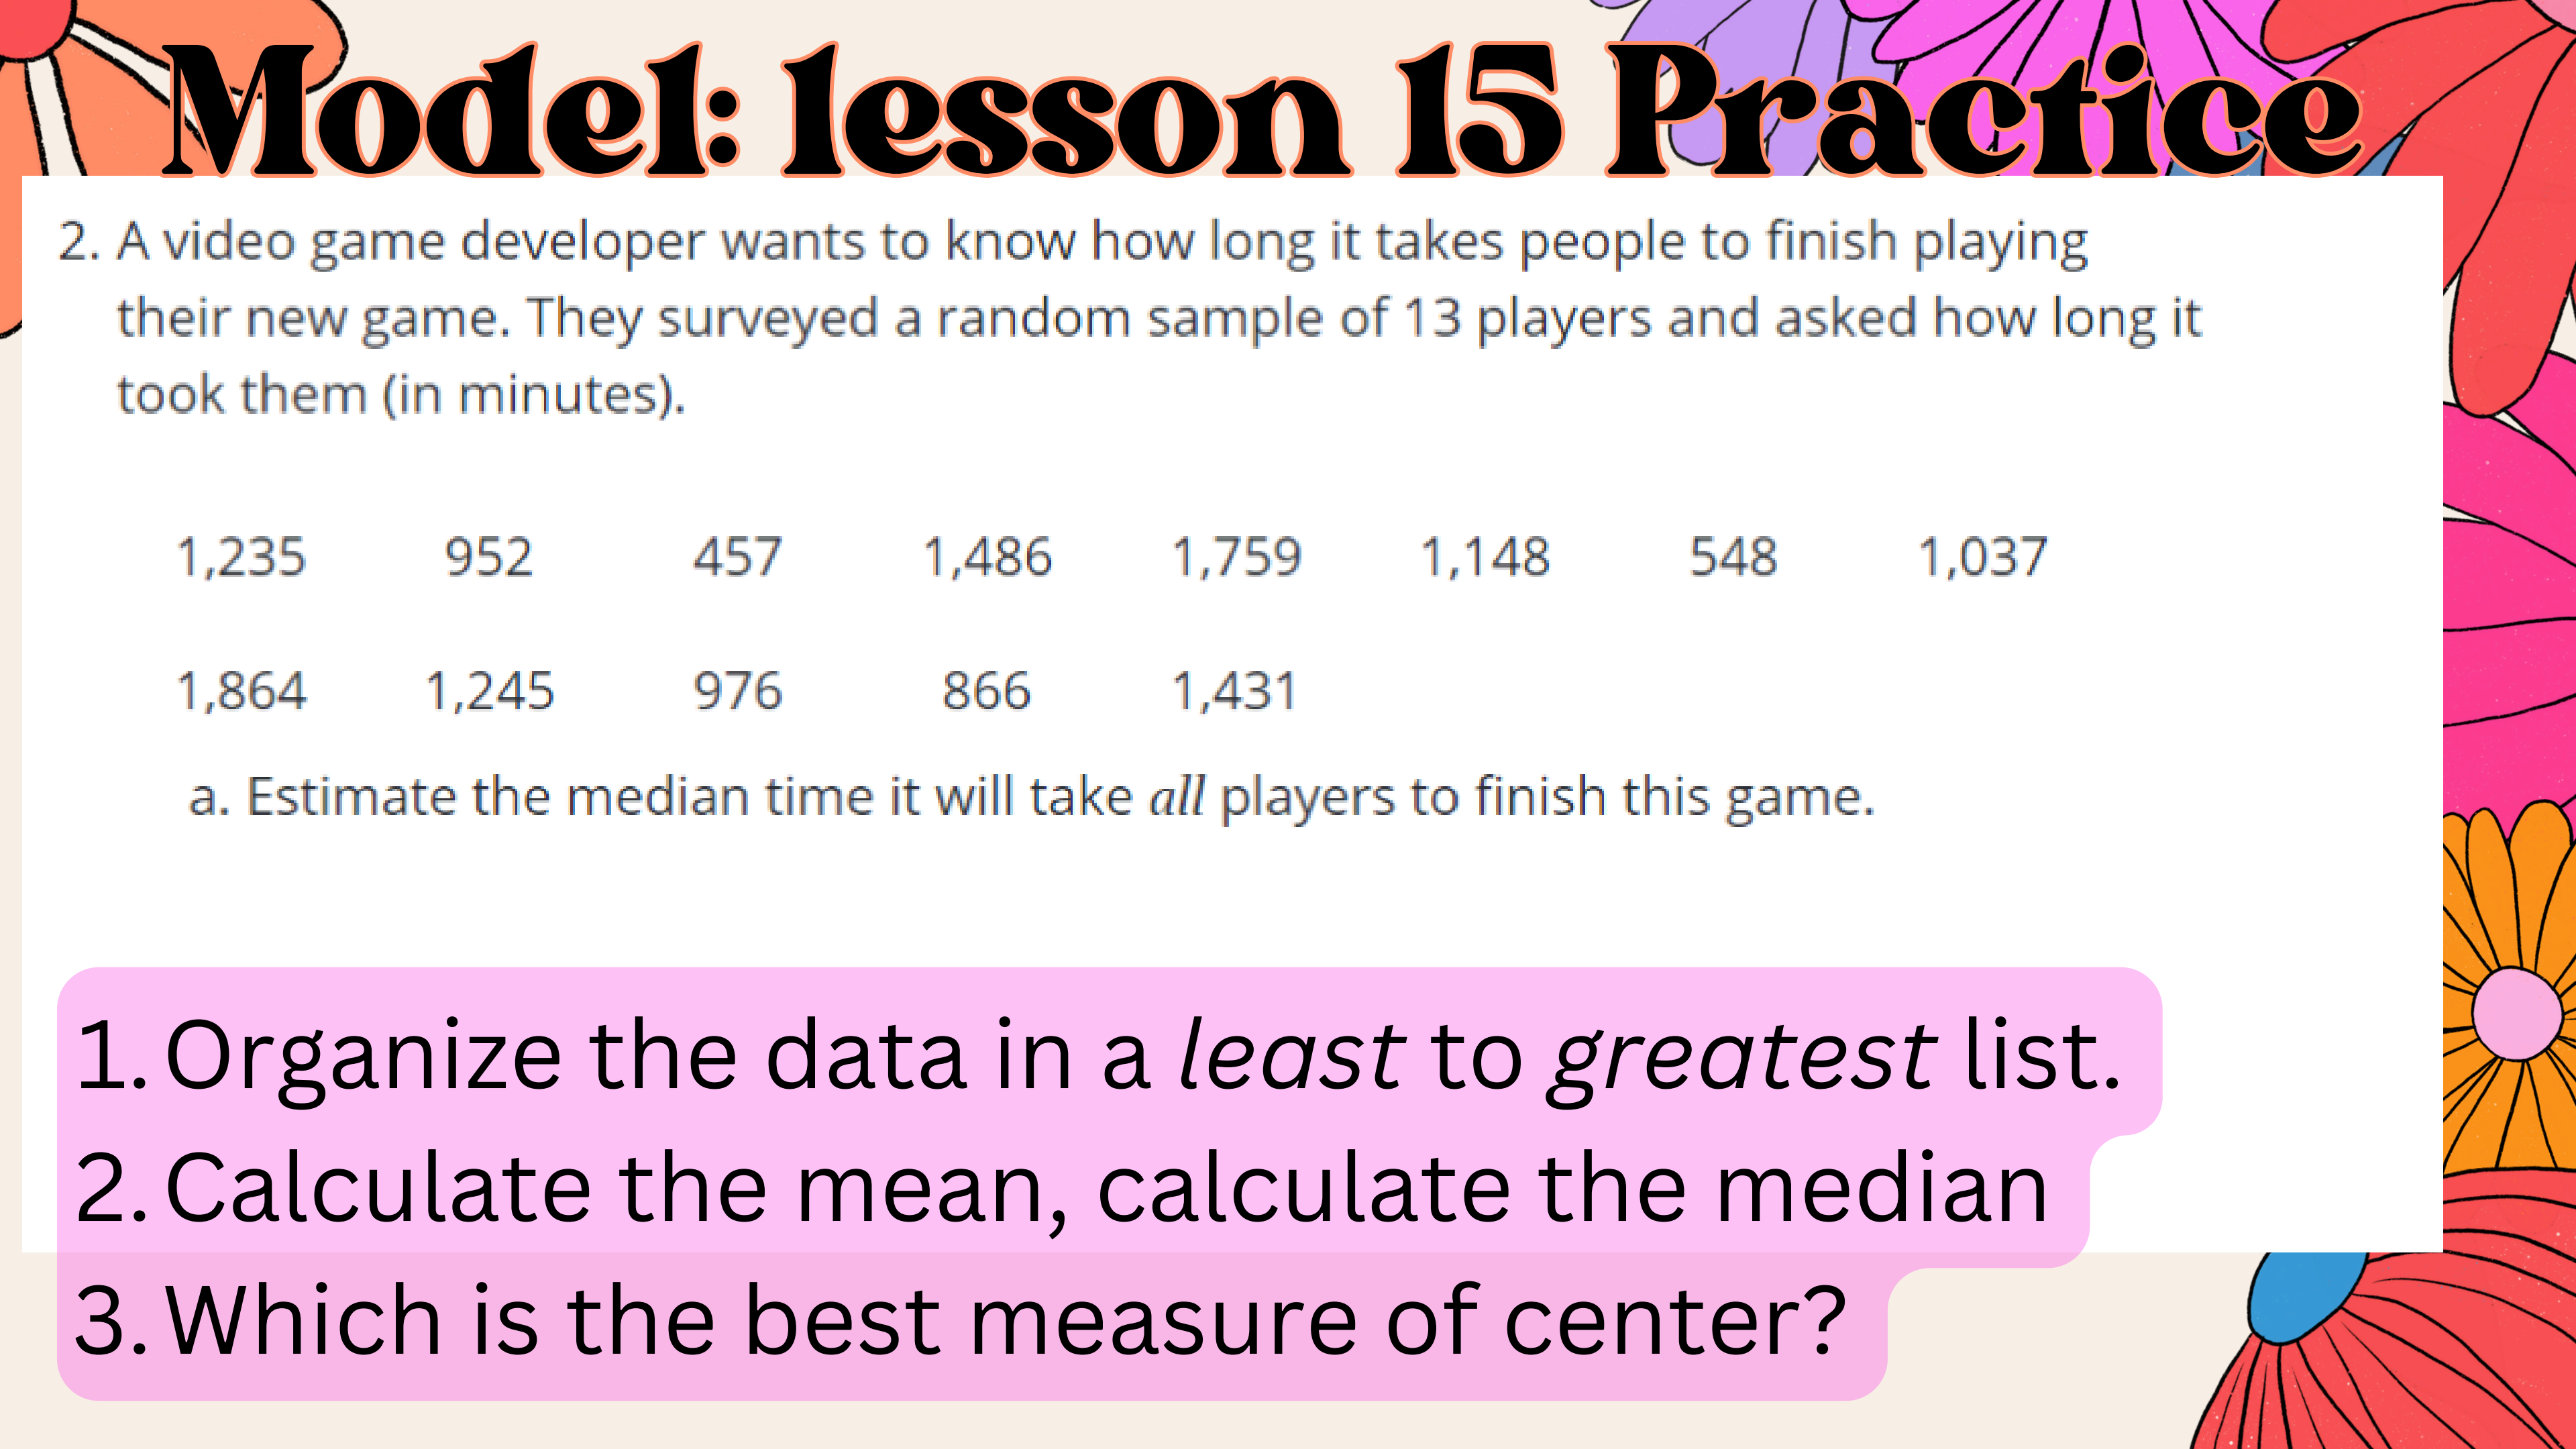 Model: lesson 15 Practice
2. A video game developer wants to know how long it takes people to finish playing
their new game. They surveyed a random sample of 13 players and asked how long it
took them (in minutes).
1,235 952 457 1,486 1,759 1,148 548 1,037
1,864 1,245 976 866 1,431
a. Estimate the median time it will take all players to finish this game.
1. Organize the data in a least to greatest list.
2. Calculate the mean, calculate the median
3. Which is the best measure of center?